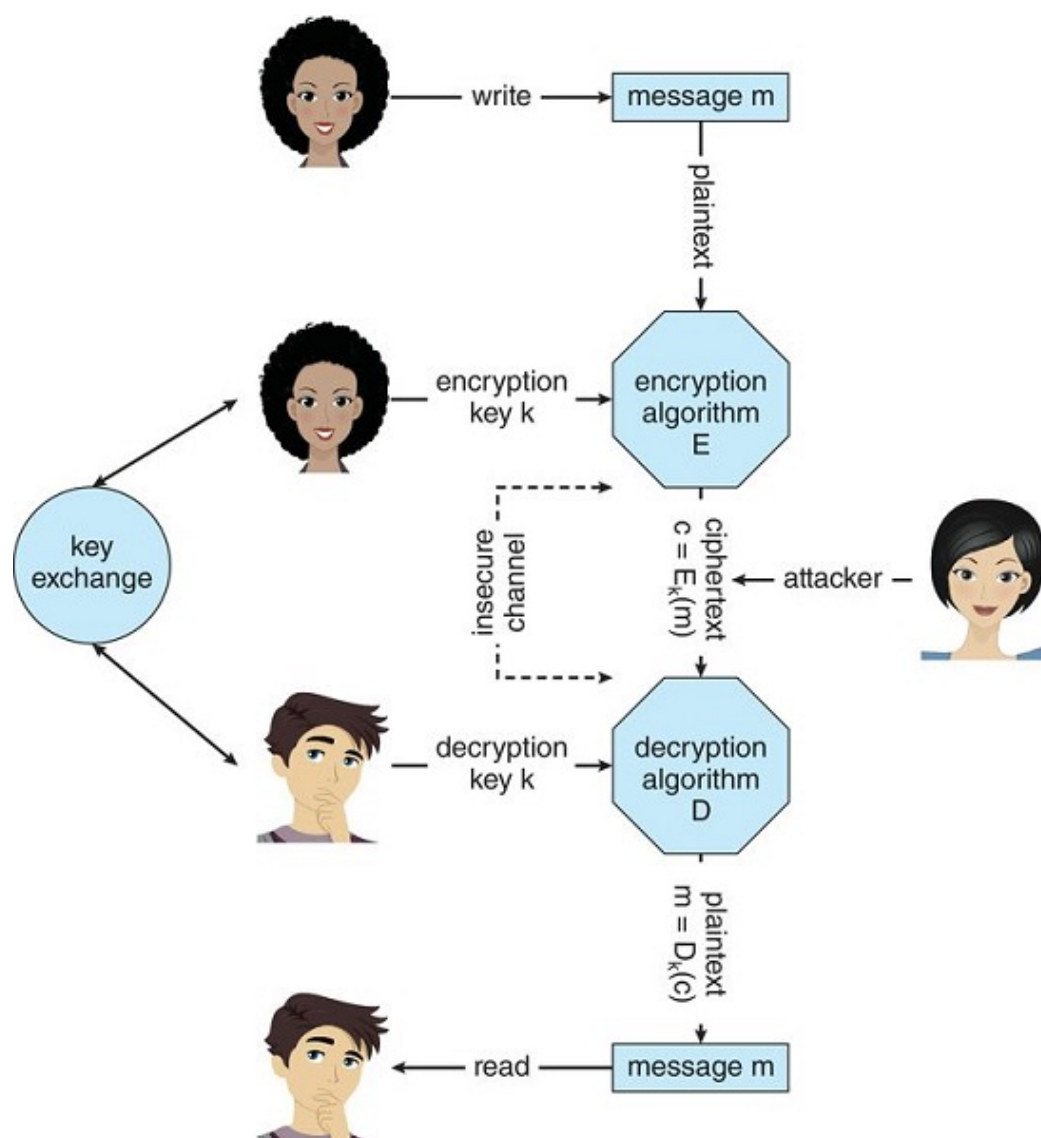 write
message m
plaintext
encryption
key k
encryption
algorithm
E
key
exchange
insecure
channel
ciphertext
c = Eₖ(m)
attacker
decryption
key k
decryption
algorithm
D
plaintext
m = Dₖ(c)
read
message m